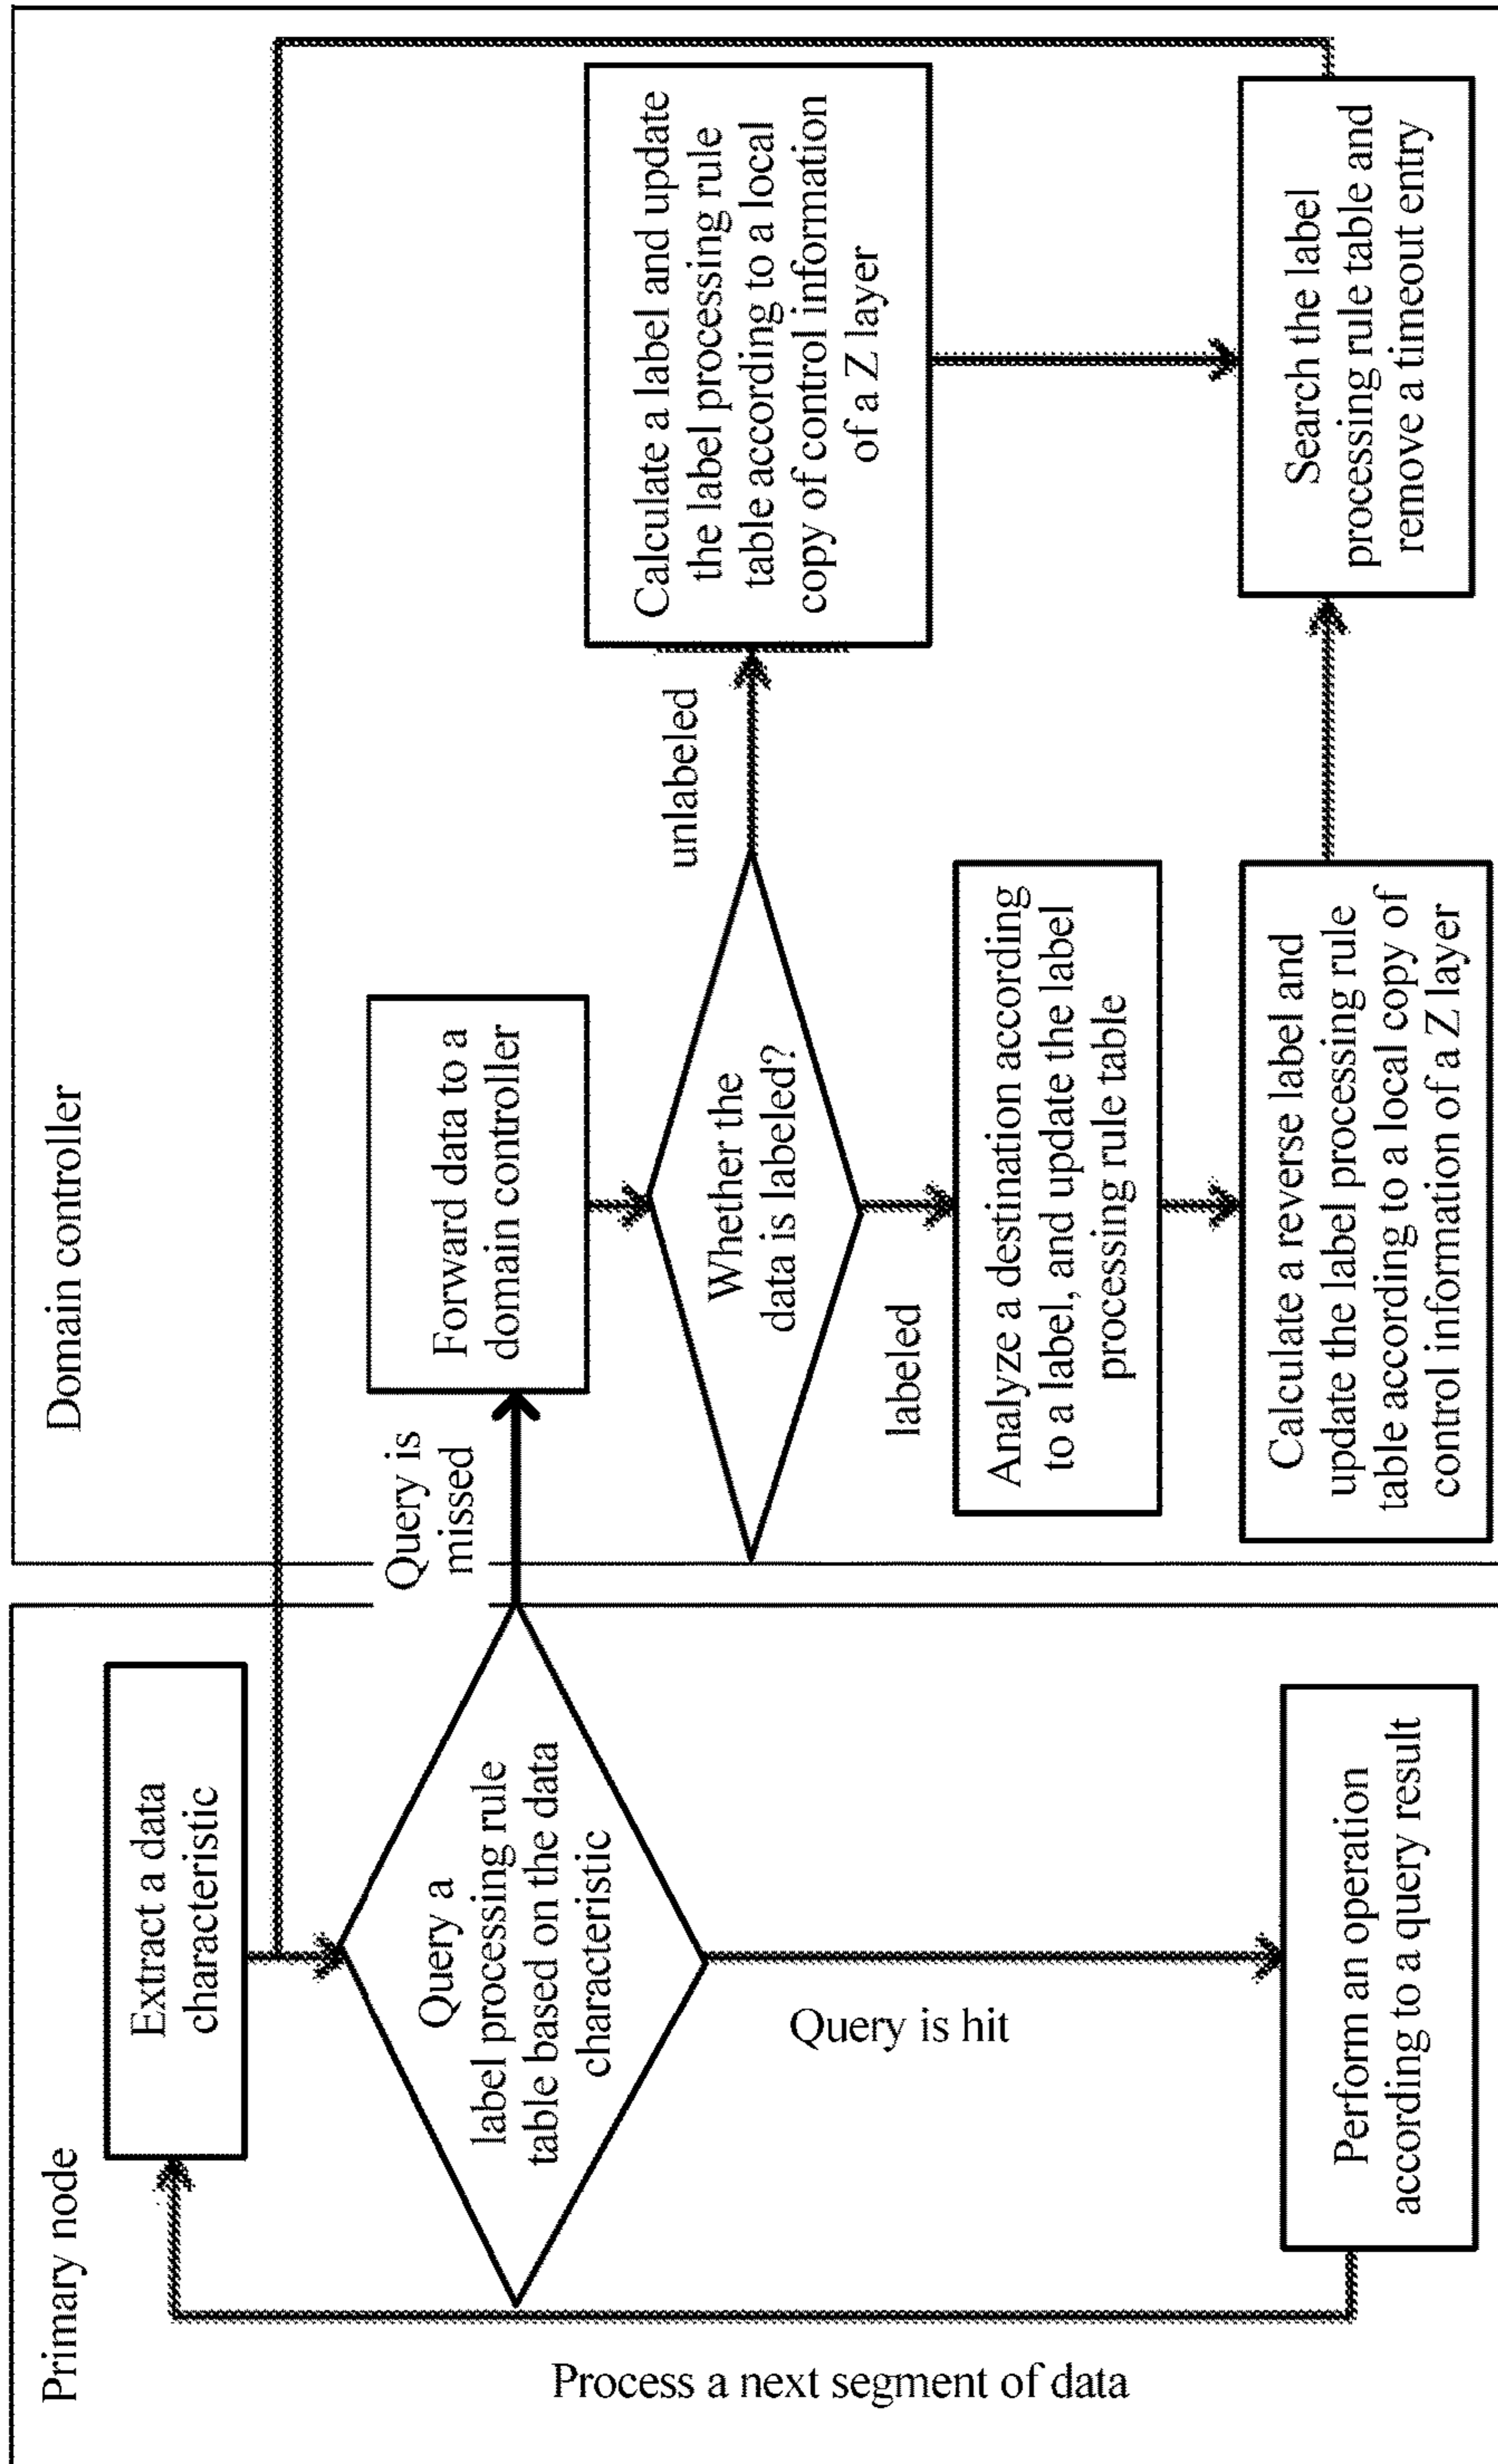 Primary node
Extract a data
characteristic
Query a
label processing rule
table based on the data
characteristic
Query is hit
Perform an operation
according to a query result
Process a next segment of data
Query is
missed
Domain controller
Forward data to a
domain controller
Whether the
data is labeled?
unlabeled
Calculate a label and update
the label processing rule
table according to a local
copy of control information
of a Z layer
labeled
Analyze a destination according
to a label, and update the label
processing rule table
Calculate a reverse label and
update the label processing rule
table according to a local copy of
control information of a Z layer
Search the label
processing rule table and
remove a timeout entry